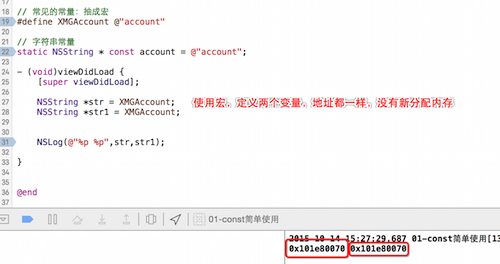 17
18 // 常见的常量：抽成宏
19 #define XMGAccount @"account"
20
21 // 字符串常量
22 static NSString * const account = @"account";
23
24 - (void)viewDidLoad {
25 [super viewDidLoad];
26
27 NSString *str = XMGAccount; 使用宏，定义两个变量，地址都一样，没有新分配内存
28 NSString *str1 = XMGAccount;
29
30
31 NSLog(@"%p %p",str,str1);
32
33 }
34
35
36 @end
37
01-const简单使用
2015-10-14 15:27:29.687 01-const简单使用[13
0x101e80070 0x101e80070